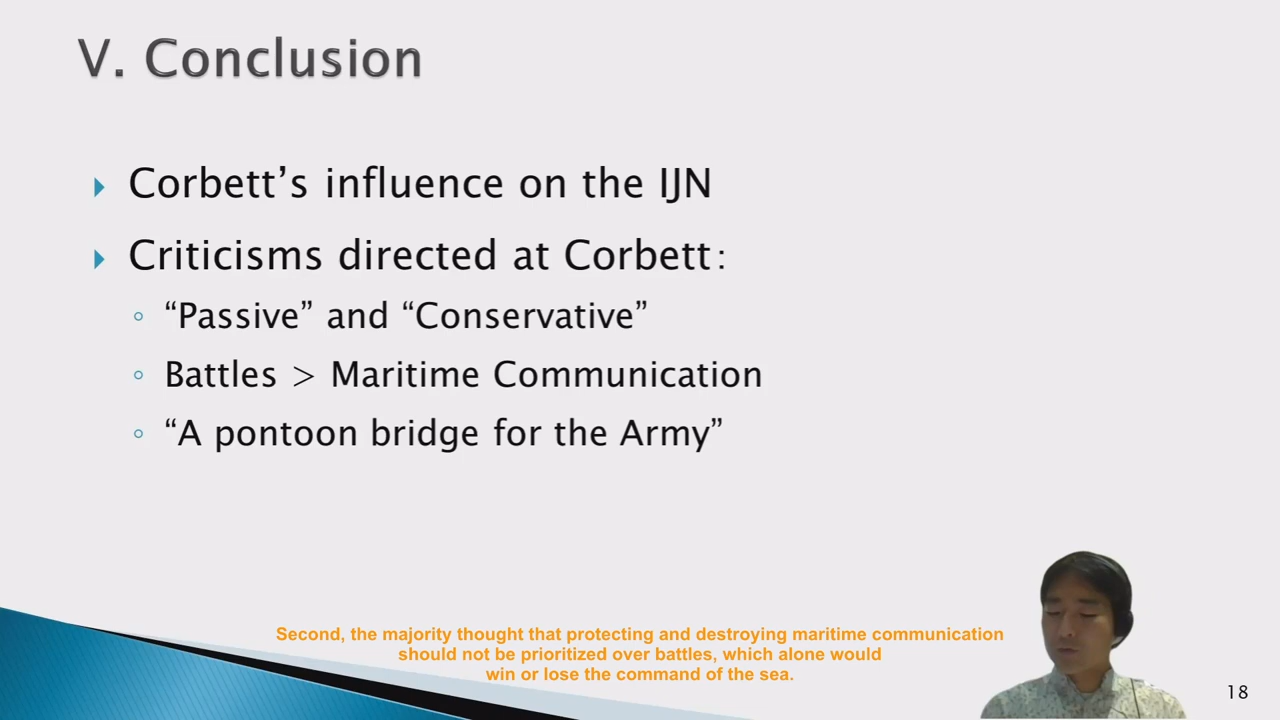 V. Conclusion
Corbett’s influence on the IJN
Criticisms directed at Corbett:
“Passive” and “Conservative”
Battles > Maritime Communication
“A pontoon bridge for the Army”
Second, the majority thought that protecting and destroying maritime communication
should not be prioritized over battles, which alone would
win or lose the command of the sea.
18